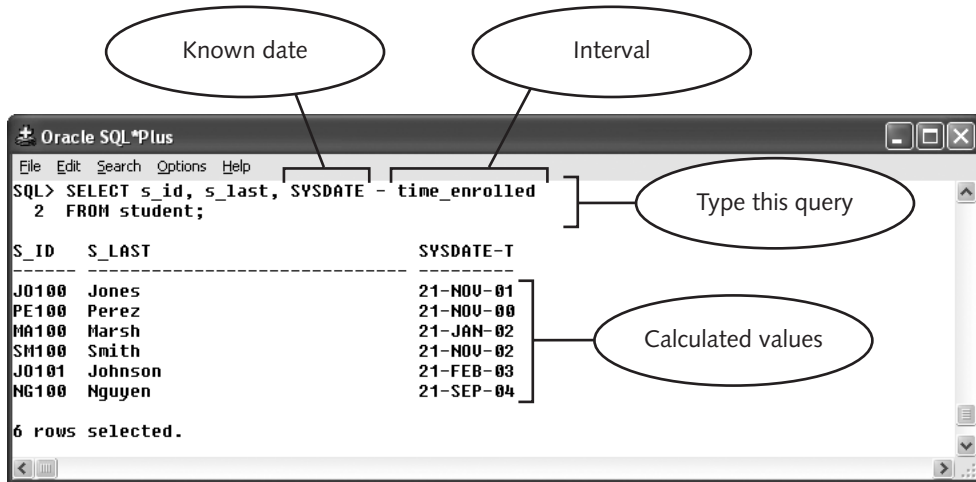 Known date
Interval
Oracle SQL*Plus
File Edit Search Options Help
SQL> SELECT s_id, s_last, SYSDATE - time_enrolled
2 FROM student;
Type this query
S_ID S_LAST SYSDATE-T
------ ------------------------------ ---------
JO100 Jones 21-NOV-01
PE100 Perez 21-NOV-00
MA100 Marsh 21-JAN-02
SM100 Smith 21-NOV-02
JO101 Johnson 21-FEB-03
NG100 Nguyen 21-SEP-04
Calculated values
6 rows selected.